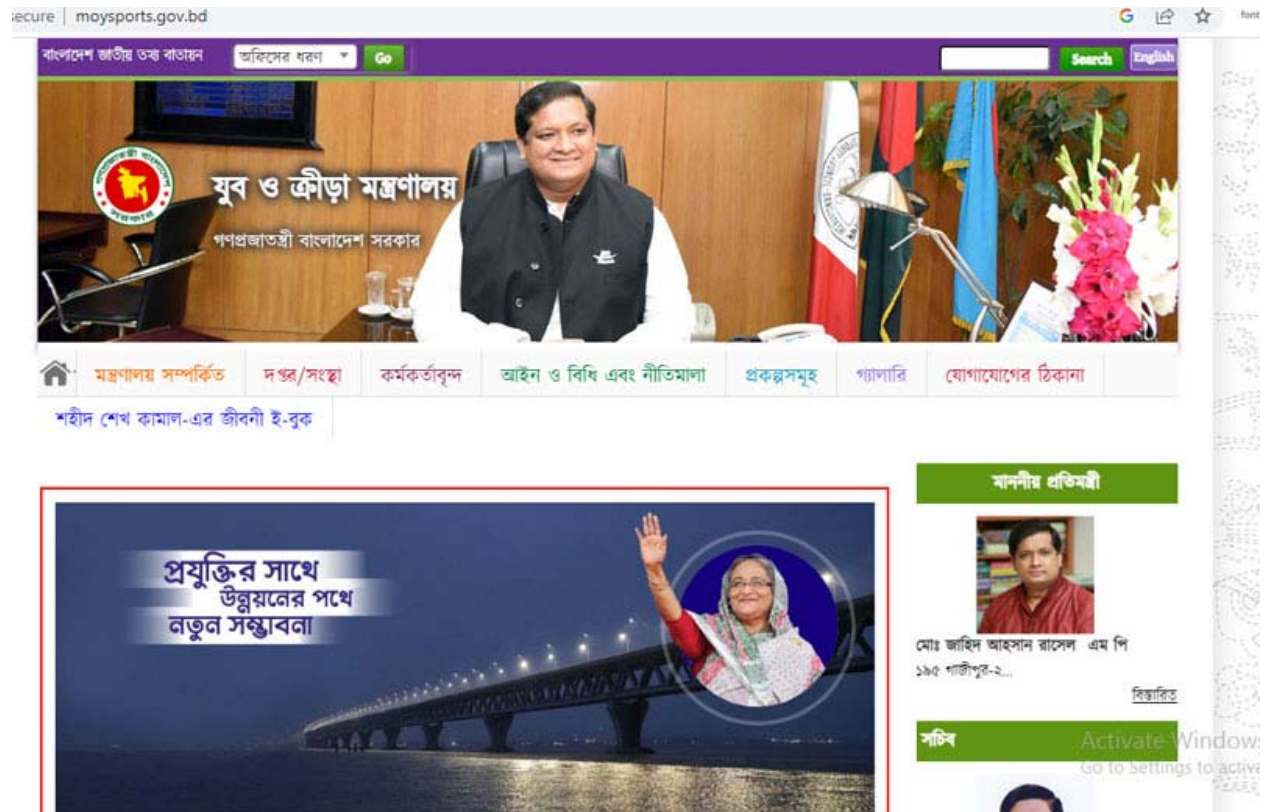 ecure
moysports.gov.bd
font
বাংলাদেশ জাতীয় তথ্য বাতায়ন
অফিসের ধরণ
Go
Search
English
যুব ও ক্রীড়া মন্ত্রণালয়
গণপ্রজাতন্ত্রী বাংলাদেশ সরকার
মন্ত্রণালয় সম্পর্কিত
দপ্তর/সংস্থা
কর্মকর্তাবৃন্দ
আইন ও বিধি এবং নীতিমালা
প্রকল্পসমূহ
গ্যালারি
যোগাযোগের ঠিকানা
শহীদ শেখ কামাল-এর জীবনী ই-বুক
প্রযুক্তির সাথে
উন্নয়নের পথে
নতুন সম্ভাবনা
মাননীয় প্রতিমন্ত্রী
মোঃ জাহিদ আহসান রাসেল এম পি
১৯৫ গাজীপুর-২...
বিস্তারিত
সচিব
Activate Windows
Go to Settings to activa